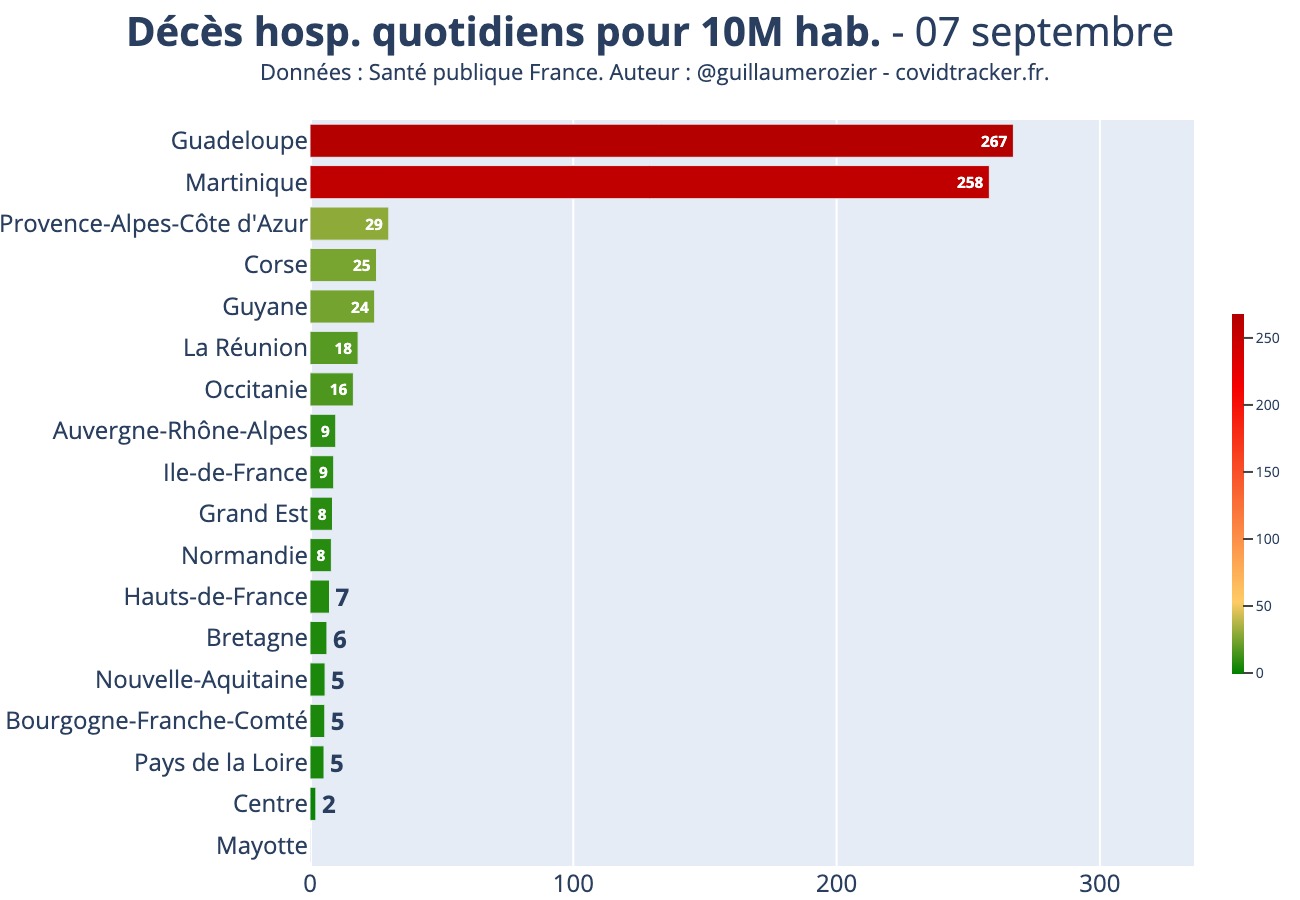 Décès hosp. quotidiens pour 10M hab. - 07 septembre
Données : Santé publique France. Auteur : @guillaumerozier - covidtracker.fr.
Guadeloupe 267
Martinique 258
Provence-Alpes-Côte d'Azur 29
Corse 25
Guyane 24
La Réunion 18
Occitanie 16
Auvergne-Rhône-Alpes 9
Ile-de-France 9
Grand Est 8
Normandie 8
Hauts-de-France 7
Bretagne 6
Nouvelle-Aquitaine 5
Bourgogne-Franche-Comté 5
Pays de la Loire 5
Centre 2
Mayotte
0 100 200 300
250
200
150
100
50
0